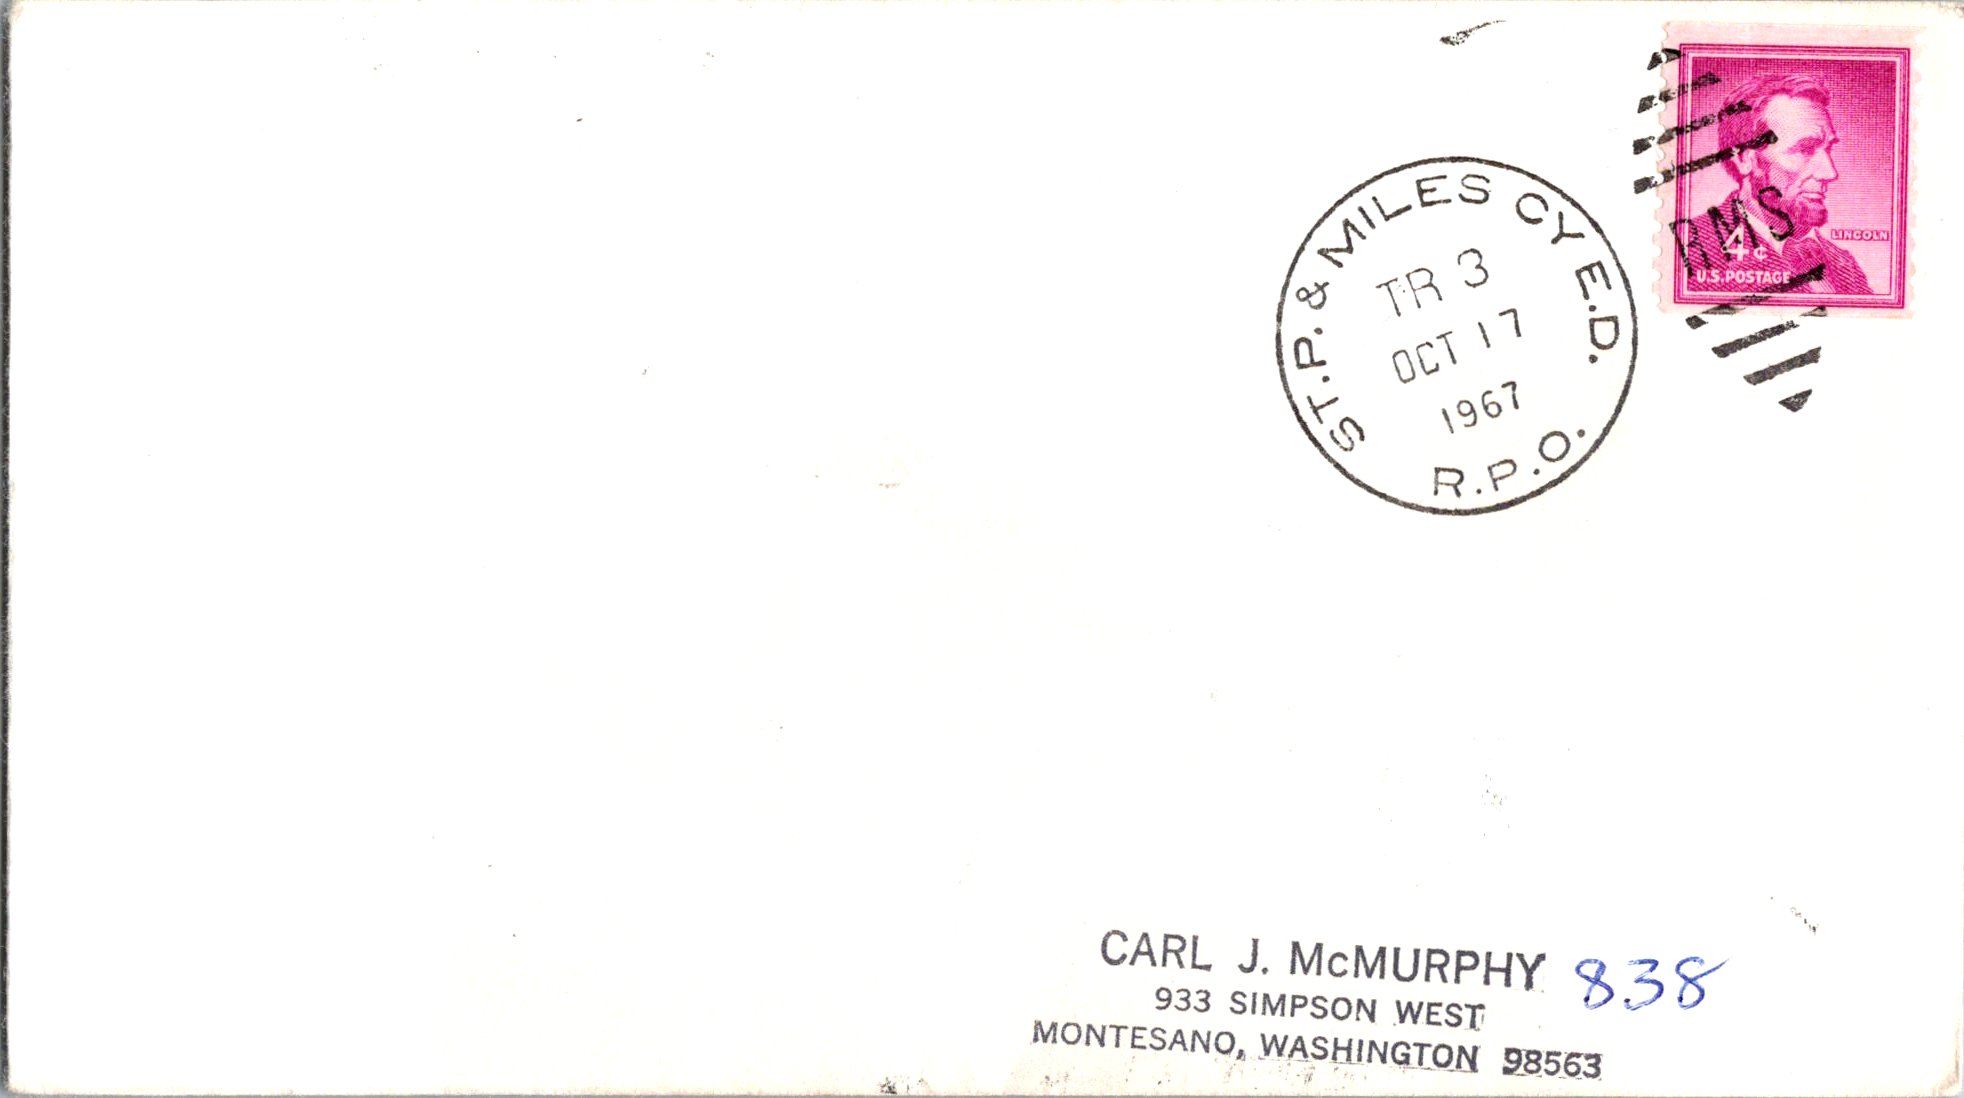 ST.P. & MILES CY E.D.
TR 3
OCT 17
1967
R.P.O.
RMS
LINCOLN
4¢
U.S. POSTAGE
CARL J. McMURPHY 838
933 SIMPSON WEST
MONTESANO, WASHINGTON 98563